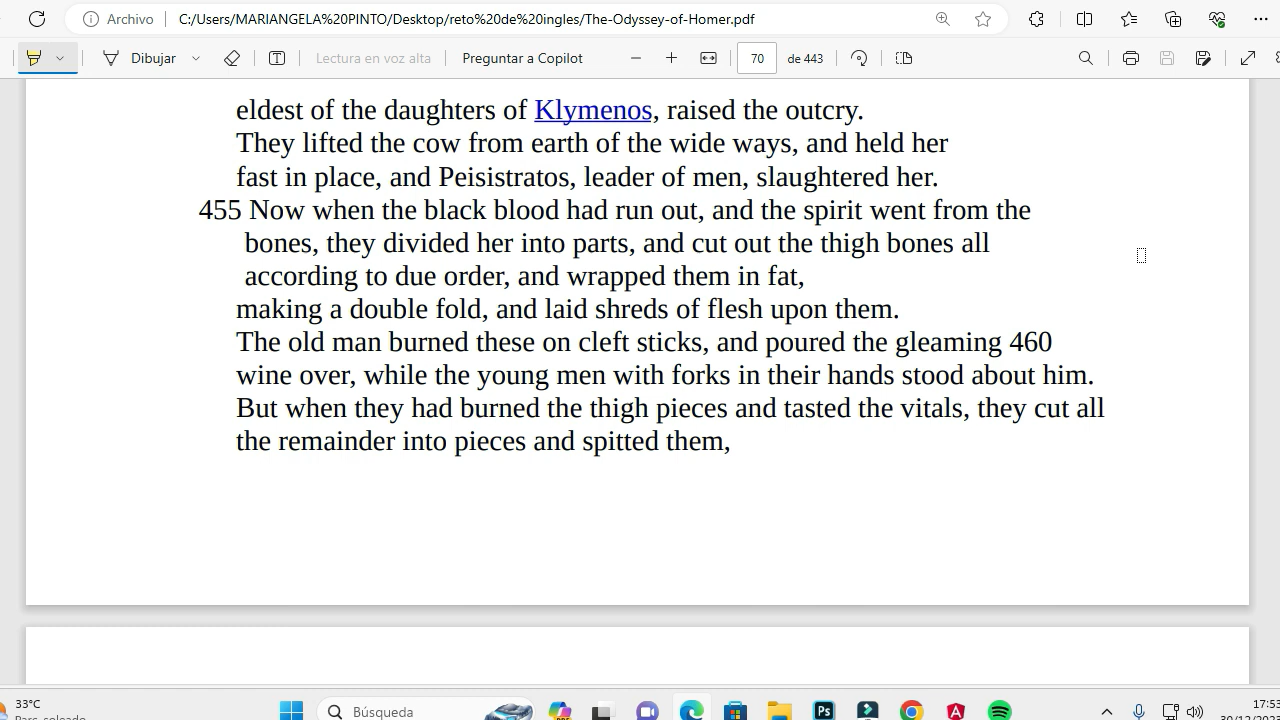 Archivo C:/Users/MARIANGELA%20PINTO/Desktop/reto%20de%20ingles/The-Odyssey-of-Homer.pdf
Dibujar Lectura en voz alta Preguntar a Copilot 70 de 443
eldest of the daughters of Klymenos, raised the outcry.
They lifted the cow from earth of the wide ways, and held her
fast in place, and Peisistratos, leader of men, slaughtered her.
455 Now when the black blood had run out, and the spirit went from the
bones, they divided her into parts, and cut out the thigh bones all
according to due order, and wrapped them in fat,
making a double fold, and laid shreds of flesh upon them.
The old man burned these on cleft sticks, and poured the gleaming 460
wine over, while the young men with forks in their hands stood about him.
But when they had burned the thigh pieces and tasted the vitals, they cut all
the remainder into pieces and spitted them,
33°C
Búsqueda
Ps